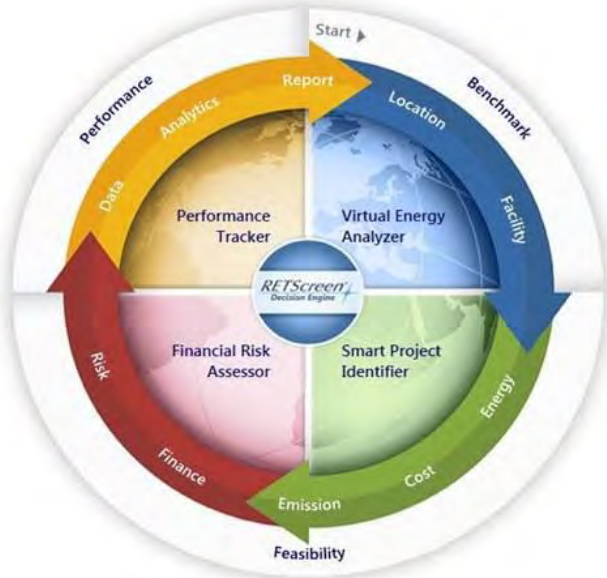 Start
Benchmark
Location
Facility
Virtual Energy
Analyzer
Energy
Cost
Emission
Smart Project
Identifier
Feasibility
Finance
Risk
Financial Risk
Assessor
Performance
Data
Analytics
Report
Performance
Tracker
RETScreen®
Decision Engine